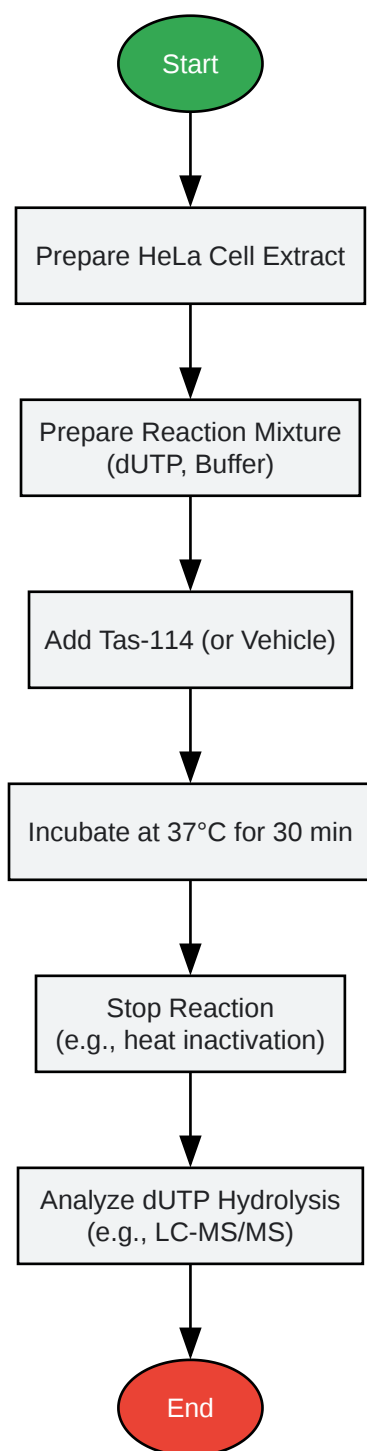 Start
Prepare HeLa Cell Extract
Prepare Reaction Mixture
(dUTP, Buffer)
Add Tas-114 (or Vehicle)
Incubate at 37°C for 30 min
Stop Reaction
(e.g., heat inactivation)
Analyze dUTP Hydrolysis
(e.g., LC-MS/MS)
End